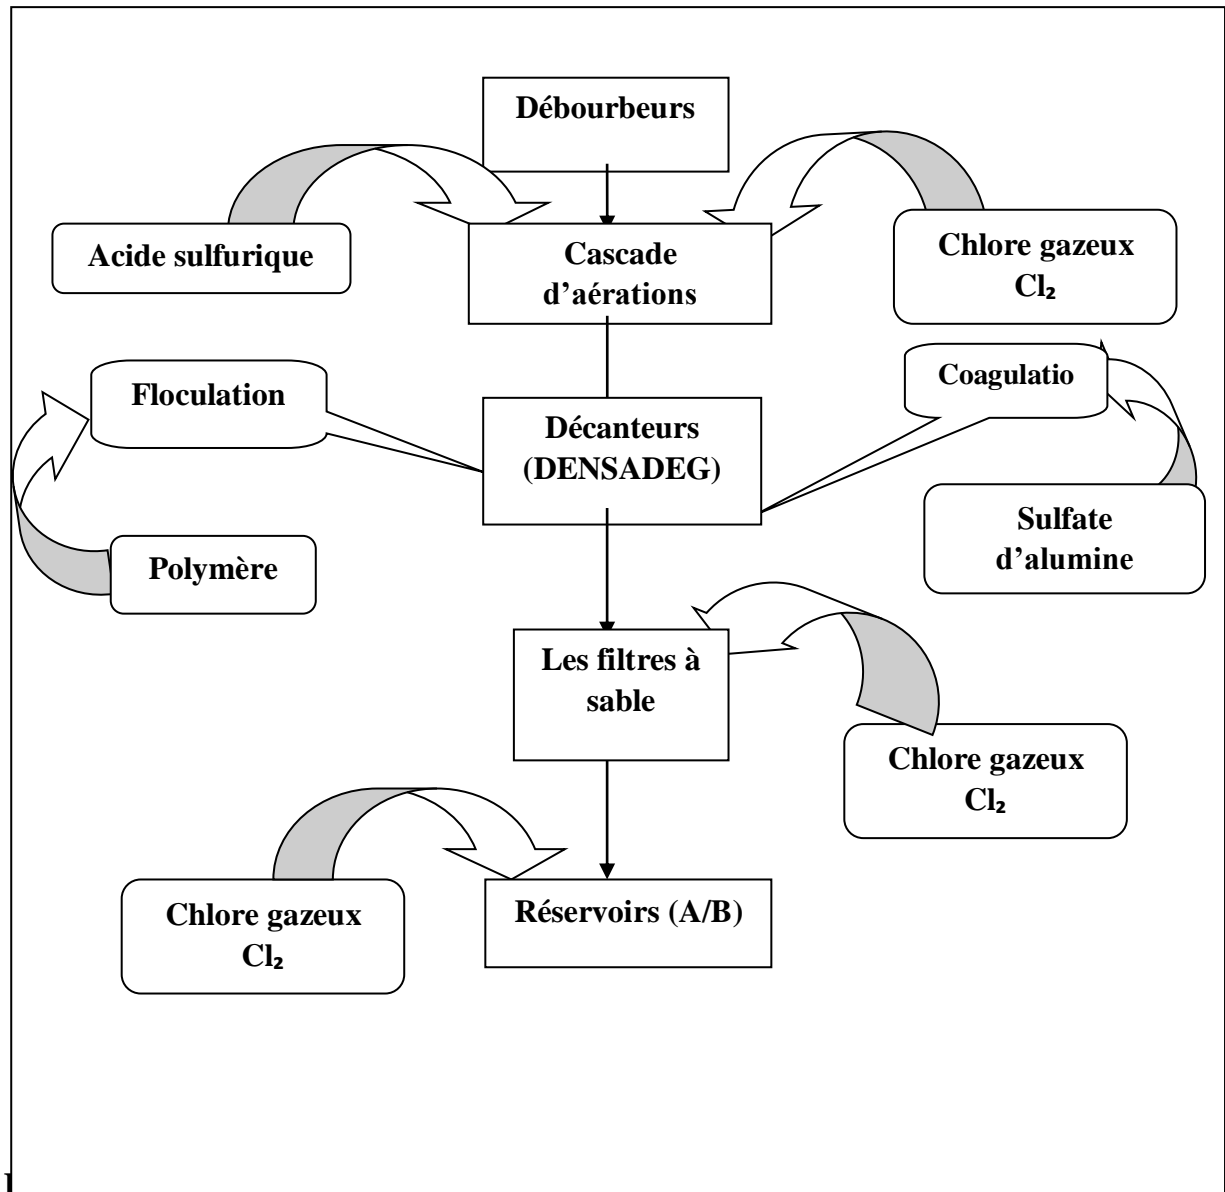 Débourbeurs
Acide sulfurique
Cascade
d’aérations
Chlore gazeux
Cl₂
Floculation
Coagulatio
Décanteurs
(DENSADEG)
Sulfate
d’alumine
Polymère
Les filtres à
sable
Chlore gazeux
Cl₂
Chlore gazeux
Cl₂
Réservoirs (A/B)